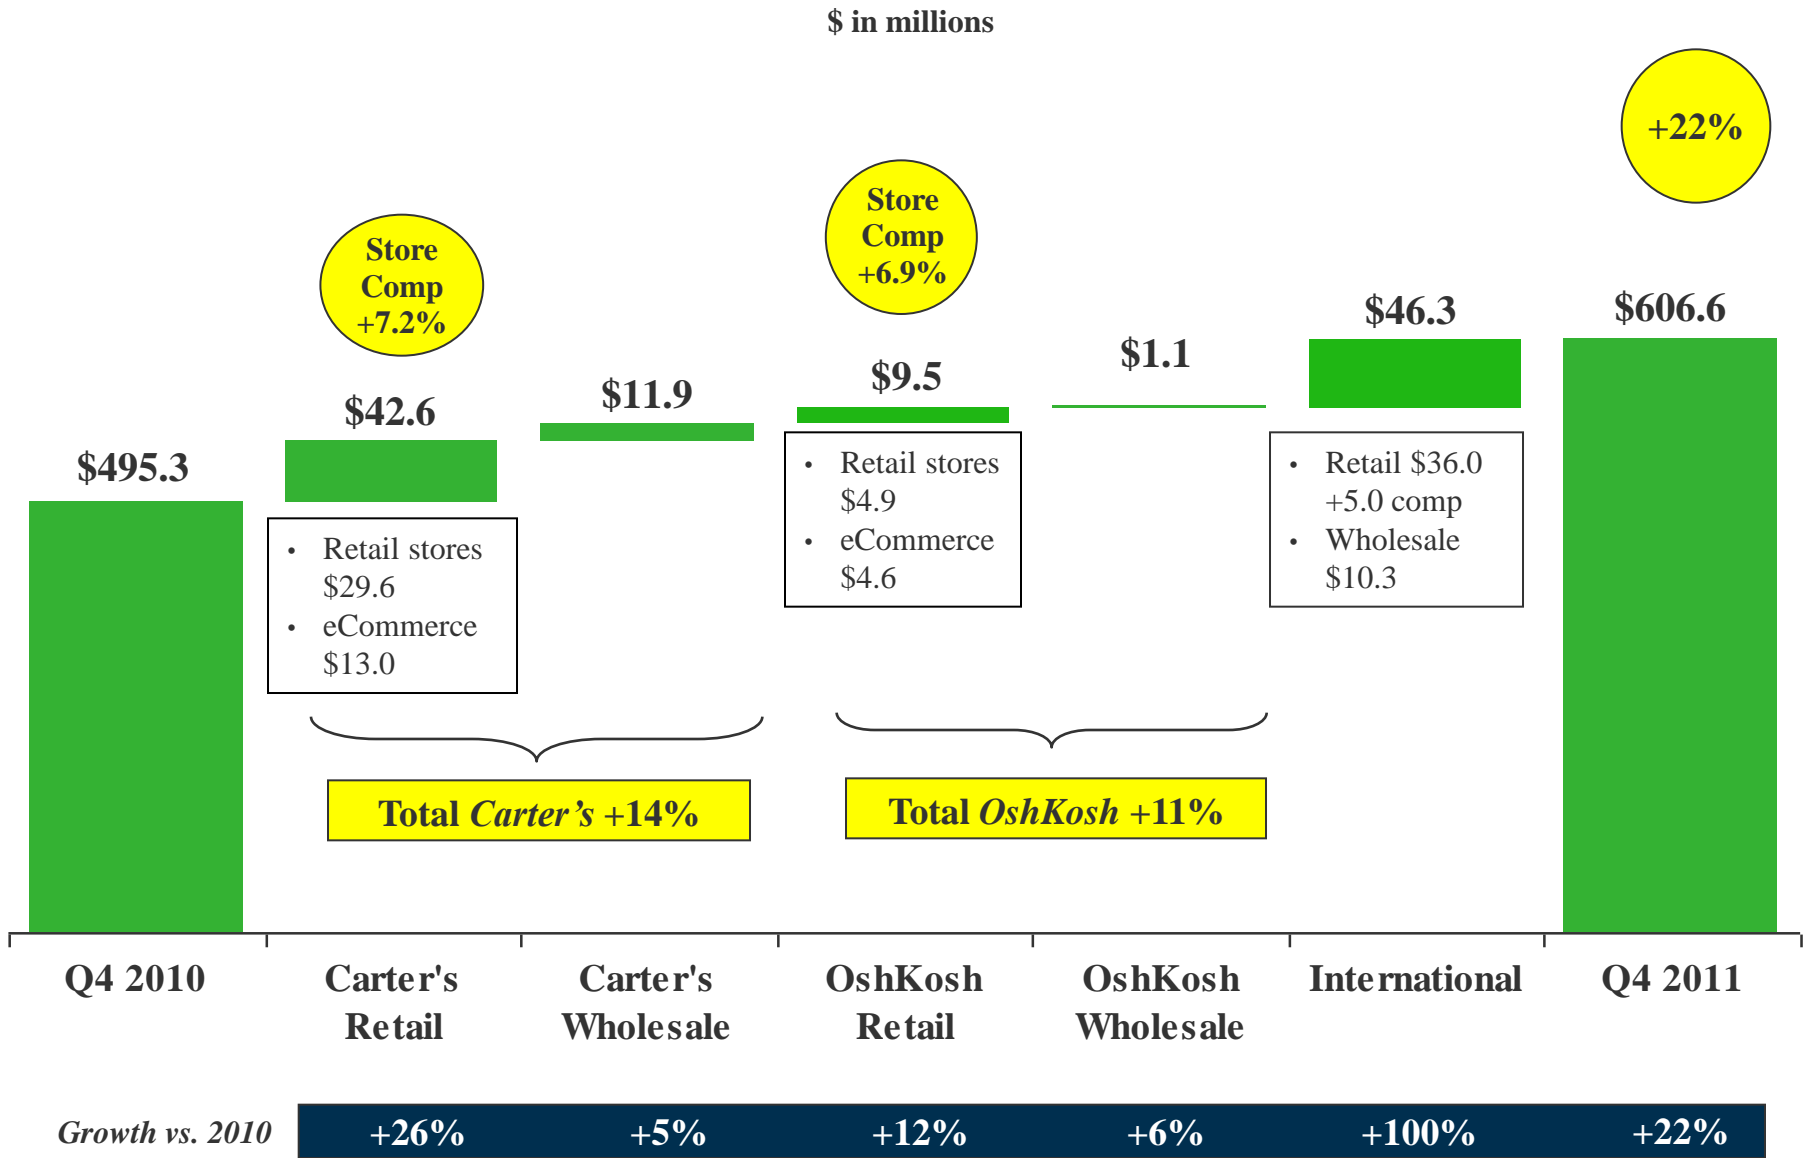 $ in millions
+22%
Store
Comp
+6.9%
Store
Comp
+7.2%
$495.3
$42.6
$11.9
$9.5
$1.1
$46.3
$606.6
• Retail stores
$29.6
• eCommerce
$13.0
• Retail stores
$4.9
• eCommerce
$4.6
• Retail $36.0
+5.0 comp
• Wholesale
$10.3
Total Carter’s +14%
Total OshKosh +11%
Q4 2010
Carter's
Retail
Carter's
Wholesale
OshKosh
Retail
OshKosh
Wholesale
International
Q4 2011
Growth vs. 2010 +26% +5% +12% +6% +100% +22%